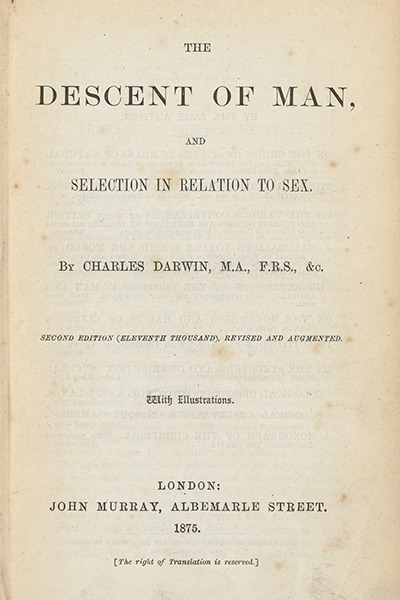 THE
DESCENT OF MAN,
AND
SELECTION IN RELATION TO SEX.
BY CHARLES DARWIN, M.A., F.R.S., &c.
SECOND EDITION (ELEVENTH THOUSAND), REVISED AND AUGMENTED.
With Illustrations.
LONDON:
JOHN MURRAY, ALBEMARLE STREET.
1875.
[The right of Translation is reserved.]